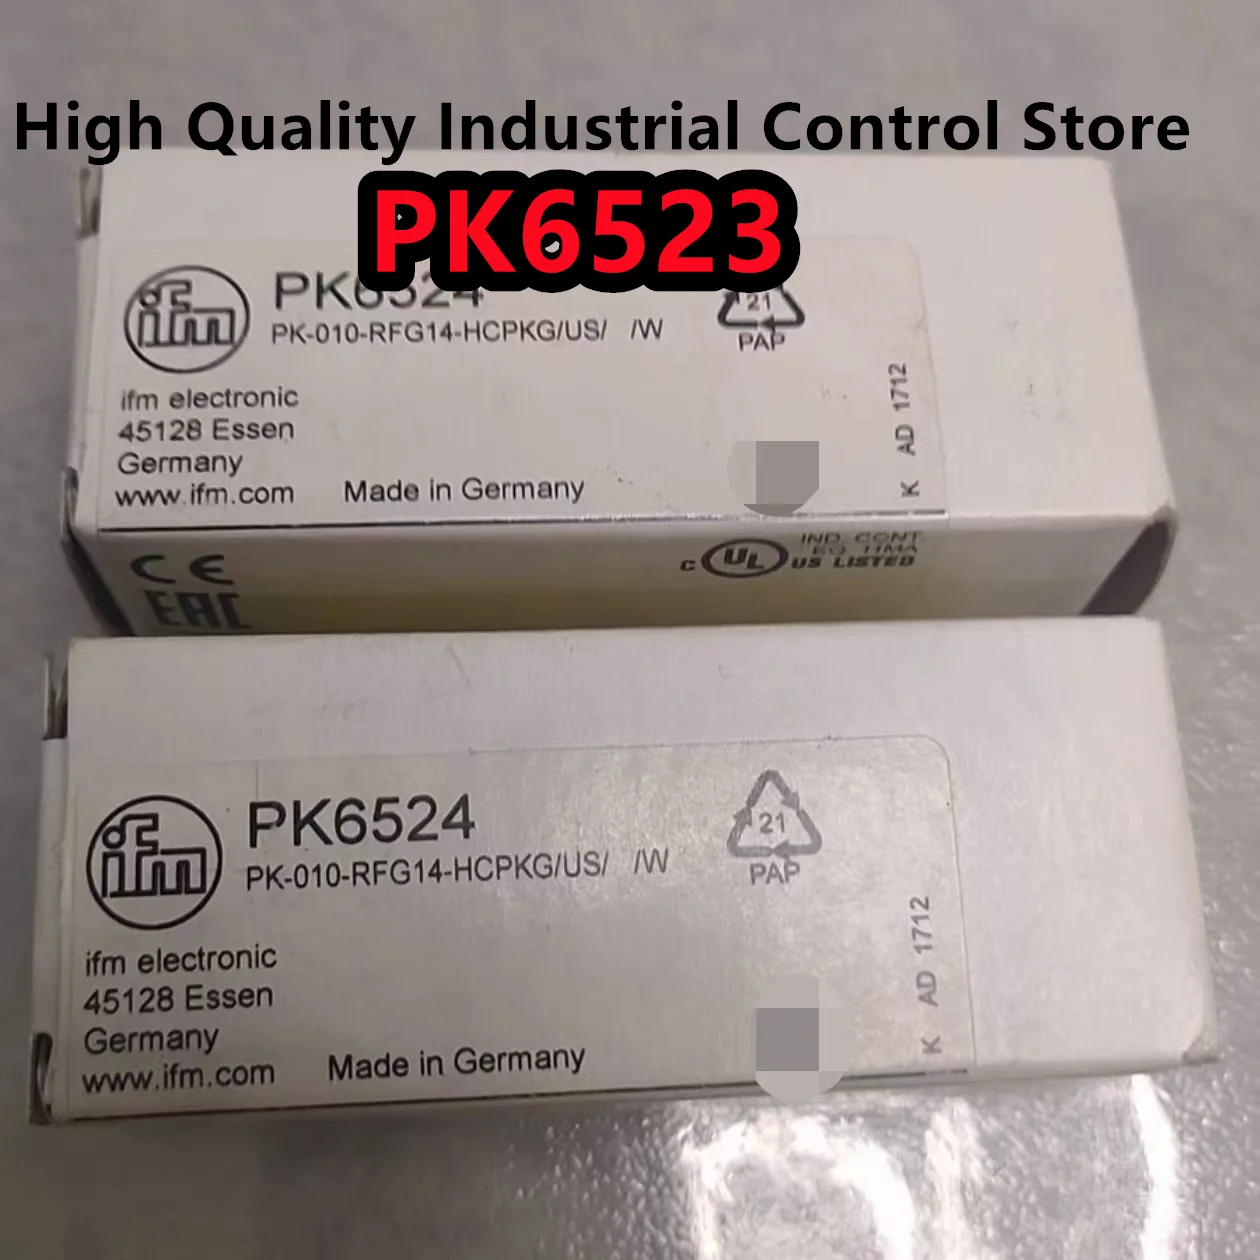 High Quality Industrial Control Store
PK6523
ifm
PK6524
PK-010-RFG14-HCPKG/US/ /W
21
PAP
ifm electronic
45128 Essen
Germany
www.ifm.com
Made in Germany
K AD 1712
CE
EAC
c UL US LISTED
IND. CONT.
EQ. 11MA
ifm
PK6524
PK-010-RFG14-HCPKG/US/ /W
21
PAP
ifm electronic
45128 Essen
Germany
www.ifm.com
Made in Germany
K AD 1712